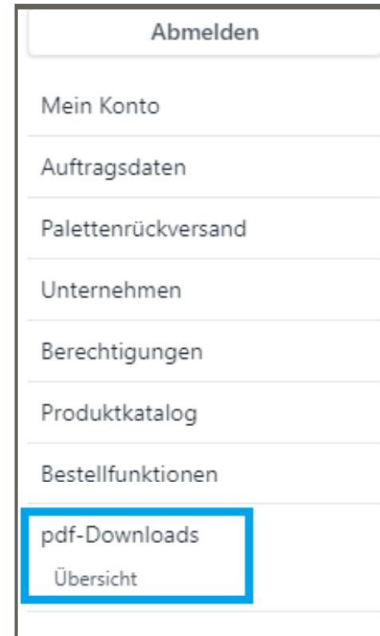 Abmelden
Mein Konto
Auftragsdaten
Palettenrückversand
Unternehmen
Berechtigungen
Produktkatalog
Bestellfunktionen
pdf-Downloads
Übersicht